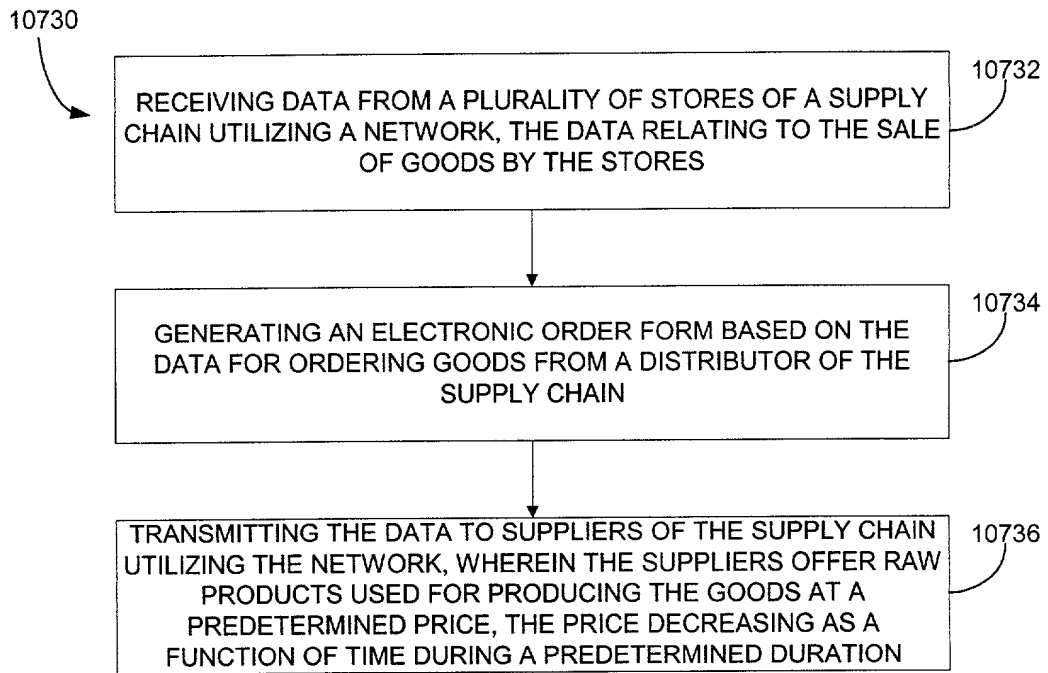 10730
10732
RECEIVING DATA FROM A PLURALITY OF STORES OF A SUPPLY
CHAIN UTILIZING A NETWORK, THE DATA RELATING TO THE SALE
OF GOODS BY THE STORES
10734
GENERATING AN ELECTRONIC ORDER FORM BASED ON THE
DATA FOR ORDERING GOODS FROM A DISTRIBUTOR OF THE
SUPPLY CHAIN
10736
TRANSMITTING THE DATA TO SUPPLIERS OF THE SUPPLY CHAIN
UTILIZING THE NETWORK, WHEREIN THE SUPPLIERS OFFER RAW
PRODUCTS USED FOR PRODUCING THE GOODS AT A
PREDETERMINED PRICE, THE PRICE DECREASING AS A
FUNCTION OF TIME DURING A PREDETERMINED DURATION